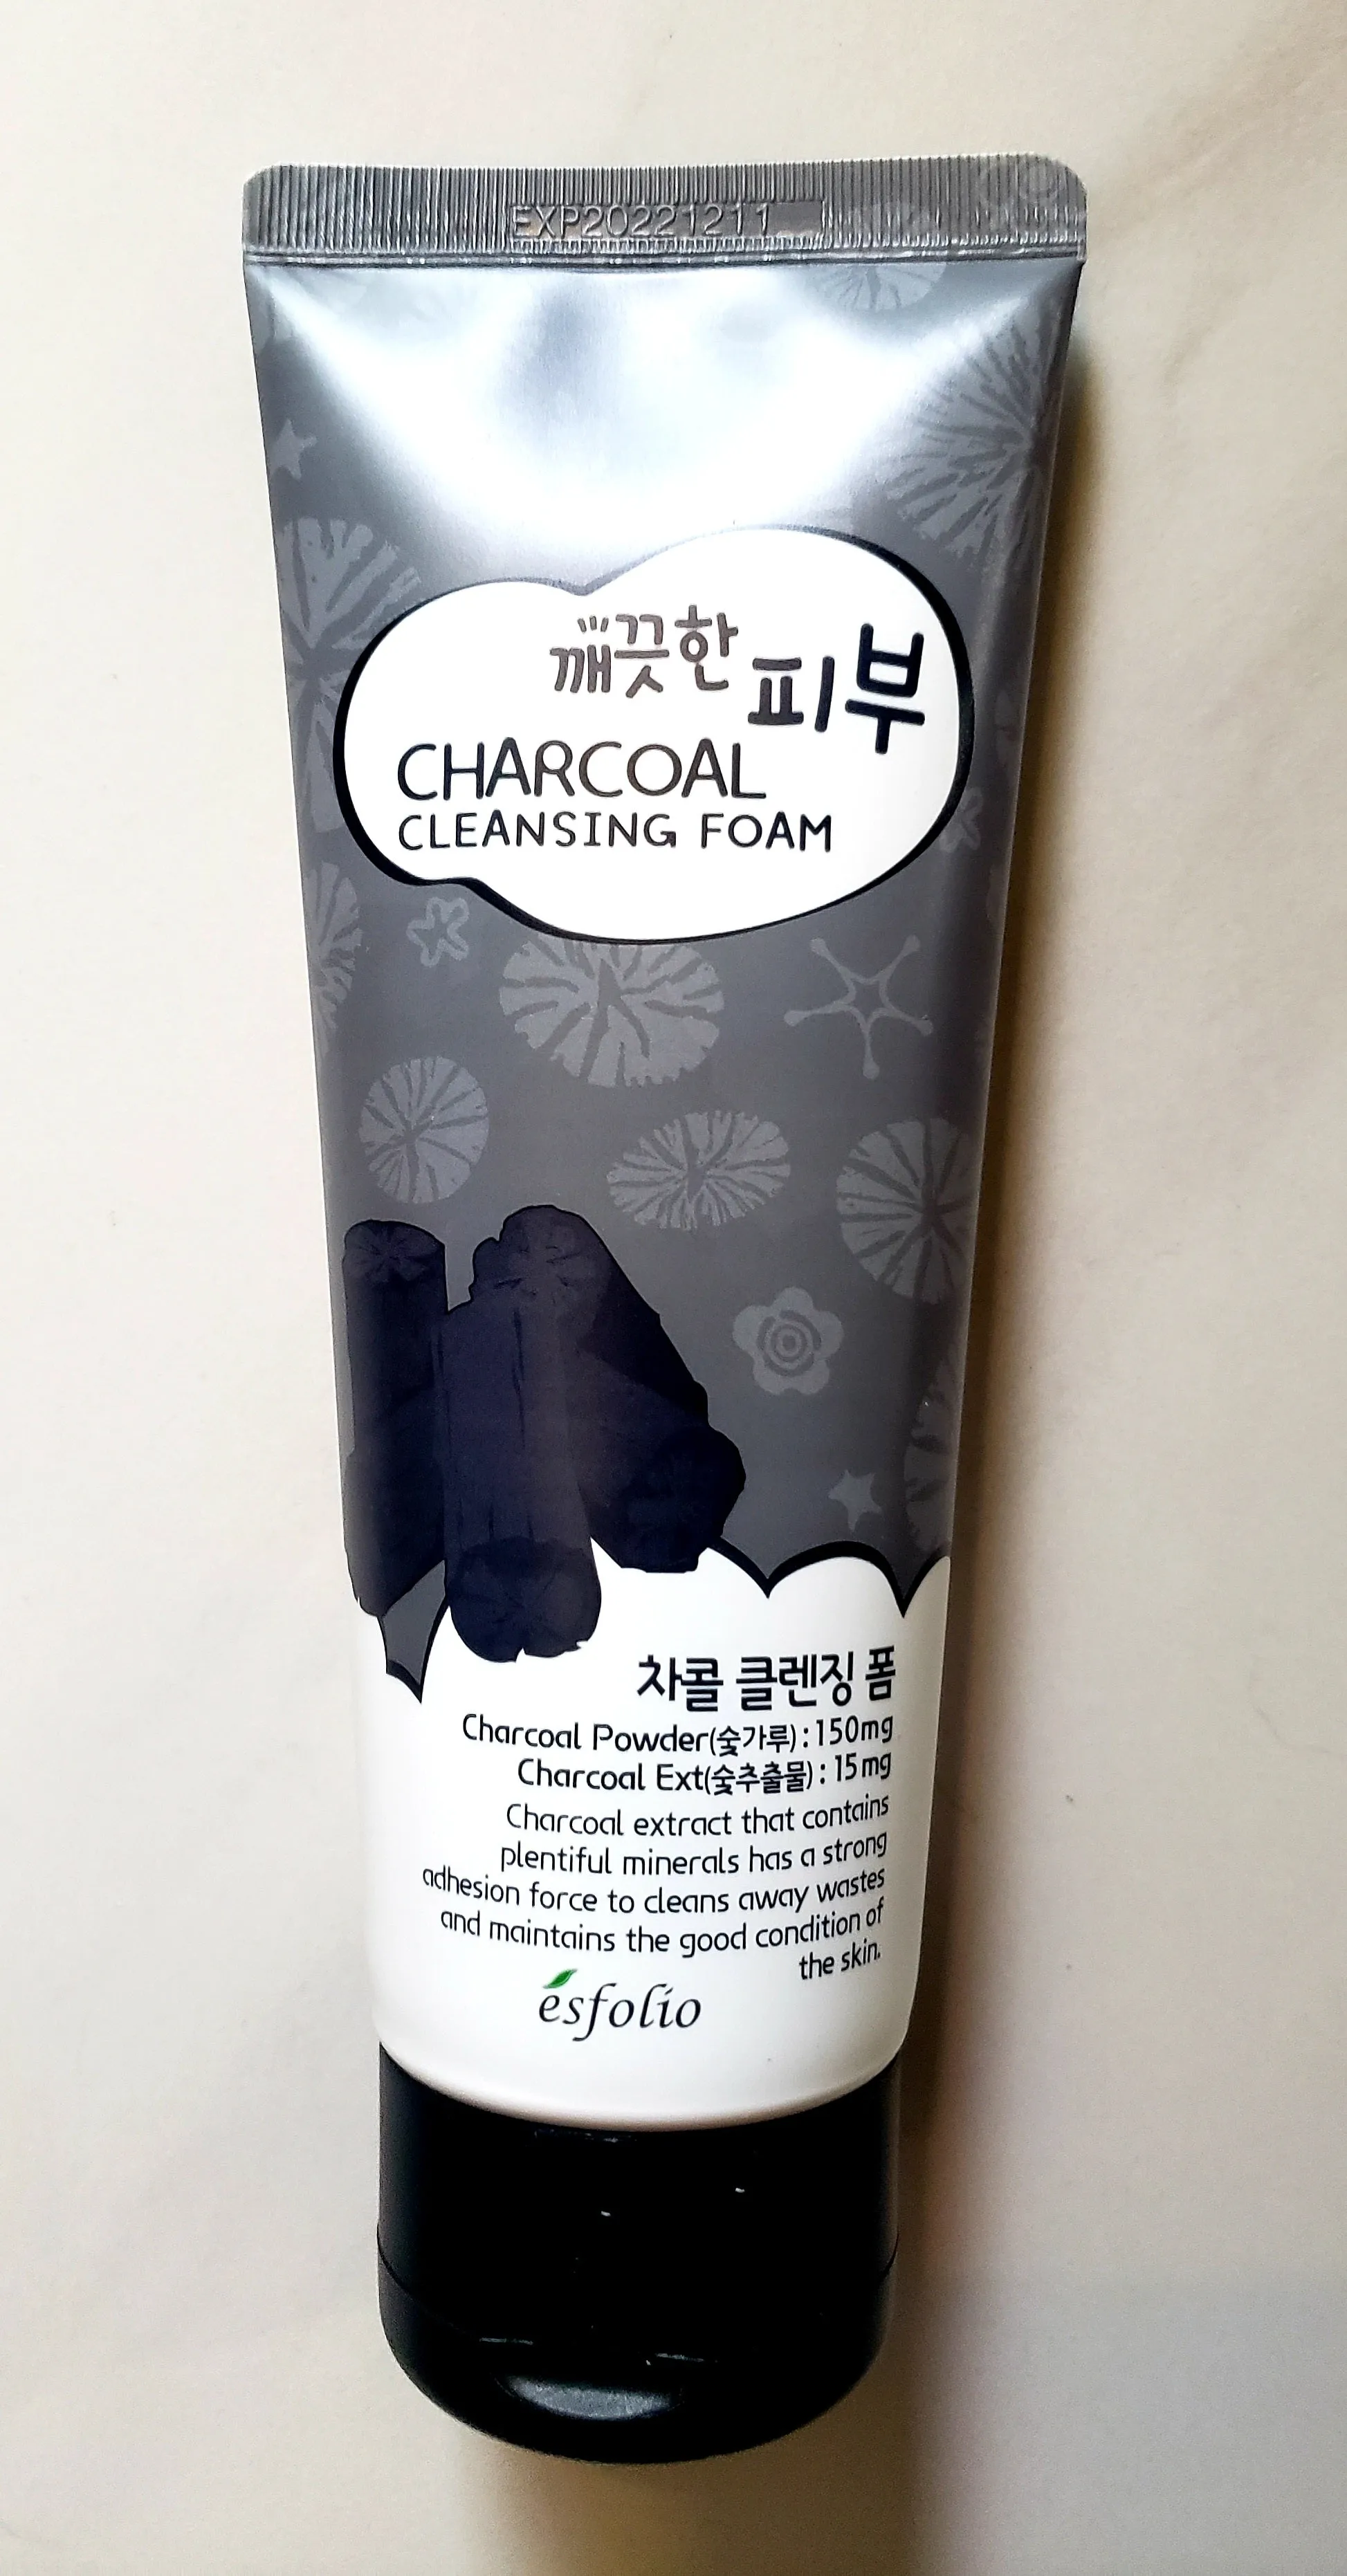 EXP20221211
깨끗한
피부
CHARCOAL
CLEANSING FOAM
차콜 클렌징 폼
Charcoal Powder(숯가루):150mg
Charcoal Ext(숯추출물): 15mg
Charcoal extract that contains
plentiful minerals has a strong
adhesion force to cleans away wastes
and maintains the good condition of
the skin.
esfolio